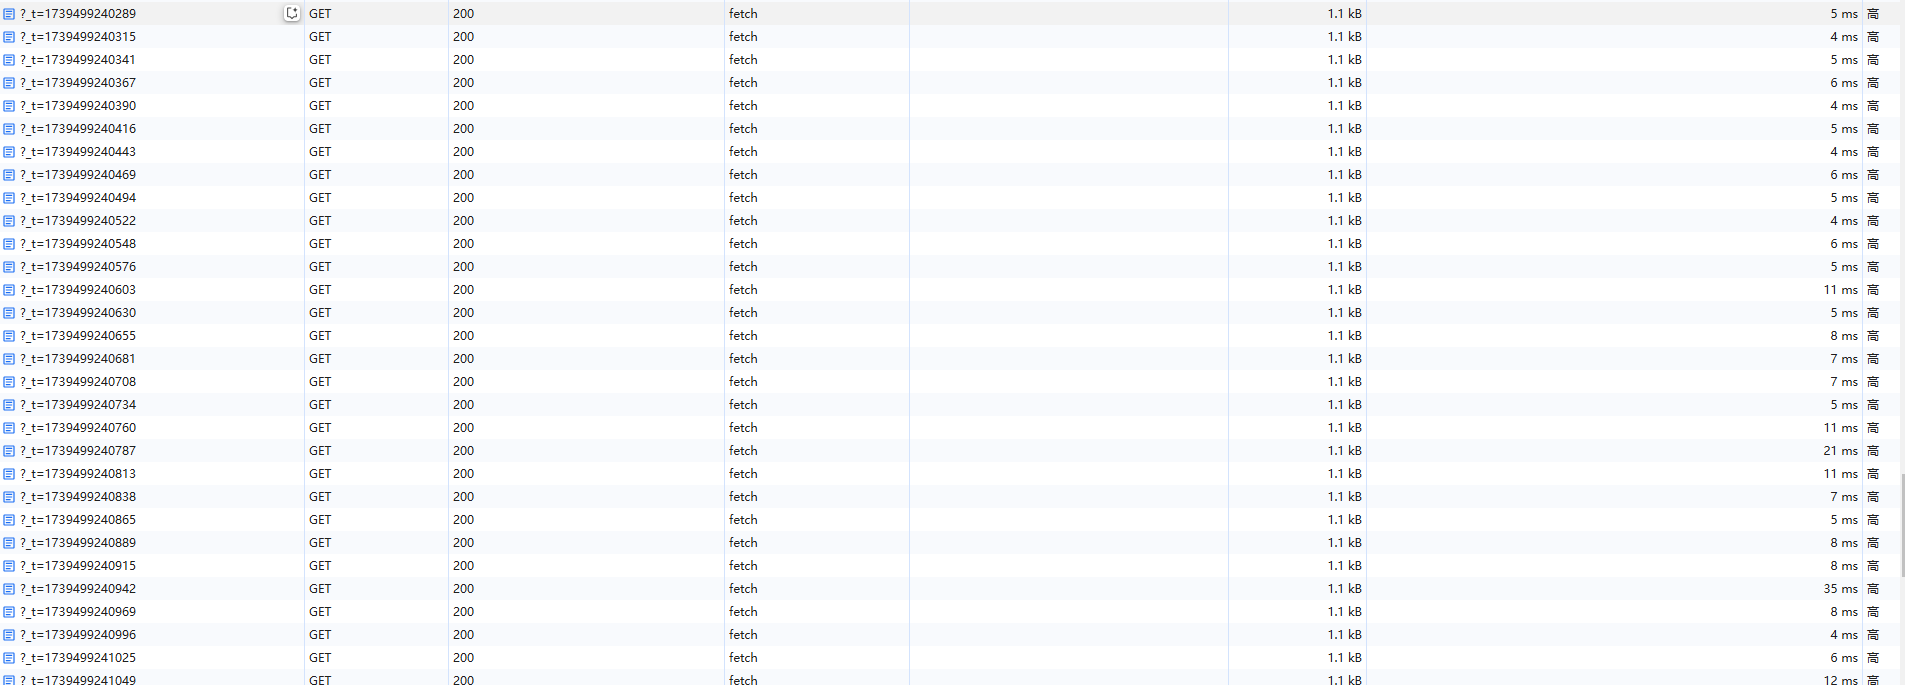 ?_t=1739499240289 GET 200 fetch 1.1 kB 5 ms 高
?_t=1739499240315 GET 200 fetch 1.1 kB 4 ms 高
?_t=1739499240341 GET 200 fetch 1.1 kB 5 ms 高
?_t=1739499240367 GET 200 fetch 1.1 kB 6 ms 高
?_t=1739499240390 GET 200 fetch 1.1 kB 4 ms 高
?_t=1739499240416 GET 200 fetch 1.1 kB 5 ms 高
?_t=1739499240443 GET 200 fetch 1.1 kB 4 ms 高
?_t=1739499240469 GET 200 fetch 1.1 kB 6 ms 高
?_t=1739499240494 GET 200 fetch 1.1 kB 5 ms 高
?_t=1739499240522 GET 200 fetch 1.1 kB 4 ms 高
?_t=1739499240548 GET 200 fetch 1.1 kB 6 ms 高
?_t=1739499240576 GET 200 fetch 1.1 kB 5 ms 高
?_t=1739499240603 GET 200 fetch 1.1 kB 11 ms 高
?_t=1739499240630 GET 200 fetch 1.1 kB 5 ms 高
?_t=1739499240655 GET 200 fetch 1.1 kB 8 ms 高
?_t=1739499240681 GET 200 fetch 1.1 kB 7 ms 高
?_t=1739499240708 GET 200 fetch 1.1 kB 7 ms 高
?_t=1739499240734 GET 200 fetch 1.1 kB 5 ms 高
?_t=1739499240760 GET 200 fetch 1.1 kB 11 ms 高
?_t=1739499240787 GET 200 fetch 1.1 kB 21 ms 高
?_t=1739499240813 GET 200 fetch 1.1 kB 11 ms 高
?_t=1739499240838 GET 200 fetch 1.1 kB 7 ms 高
?_t=1739499240865 GET 200 fetch 1.1 kB 5 ms 高
?_t=1739499240889 GET 200 fetch 1.1 kB 8 ms 高
?_t=1739499240915 GET 200 fetch 1.1 kB 8 ms 高
?_t=1739499240942 GET 200 fetch 1.1 kB 35 ms 高
?_t=1739499240969 GET 200 fetch 1.1 kB 8 ms 高
?_t=1739499240996 GET 200 fetch 1.1 kB 4 ms 高
?_t=1739499241025 GET 200 fetch 1.1 kB 6 ms 高
?_t=1739499241049 GET 200 fetch 1.1 kB 12 ms 高